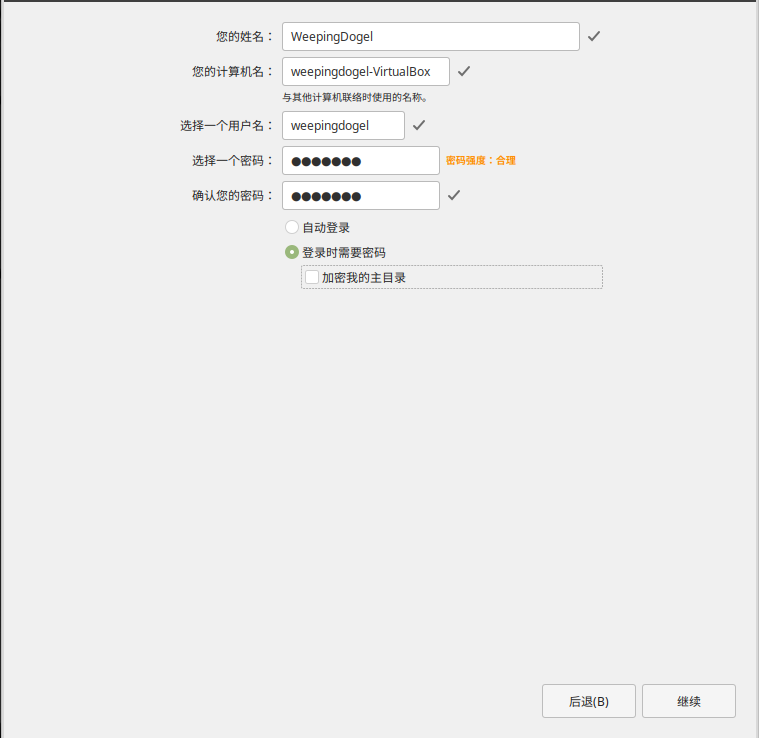 您的姓名： WeepingDogel
您的计算机名： weepingdogel-VirtualBox
与其他计算机联络时使用的名称。
选择一个用户名： weepingdogel
选择一个密码： ●●●●●●● 密码强度：合理
确认您的密码： ●●●●●●●
自动登录
登录时需要密码
加密我的主目录
后退(B) 继续